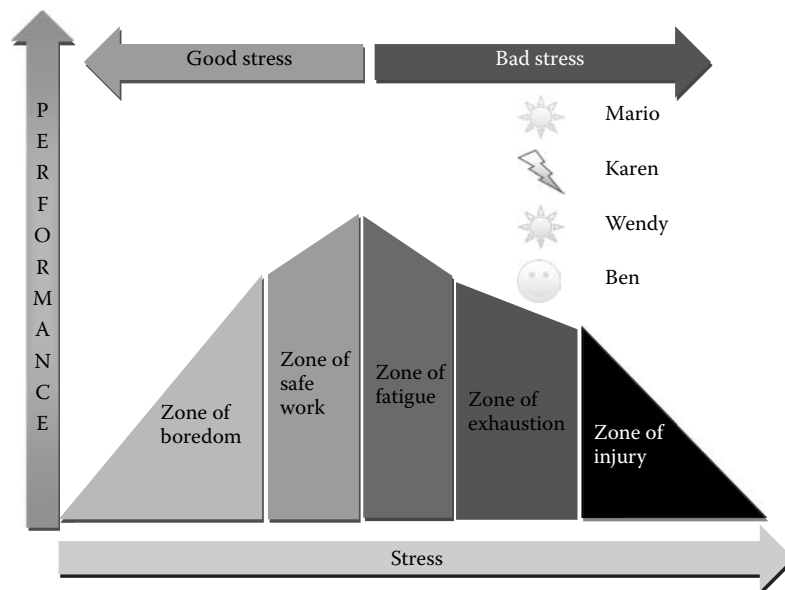 Good stress
Bad stress
PERFORMANCE
Mario
Karen
Wendy
Ben
Zone of
boredom
Zone of
safe
work
Zone of
fatigue
Zone of
exhaustion
Zone of
injury
Stress